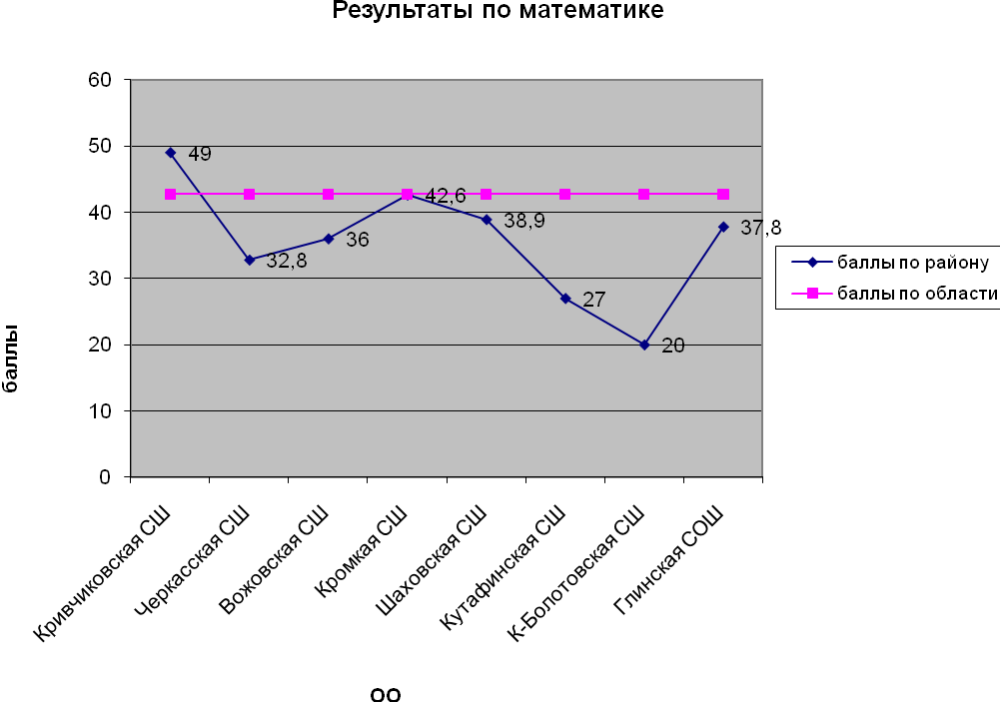 Результаты по математике
60
50
40
30
20
10
0
баллы
49
32,8
36
42,6
38,9
27
20
37,8
баллы по району
баллы по области
Кривчиковская СШ
Черкасская СШ
Вожовская СШ
Кромкая СШ
Шаховская СШ
Кутафинская СШ
К-Болотовская СШ
Глинская СОШ
ОО